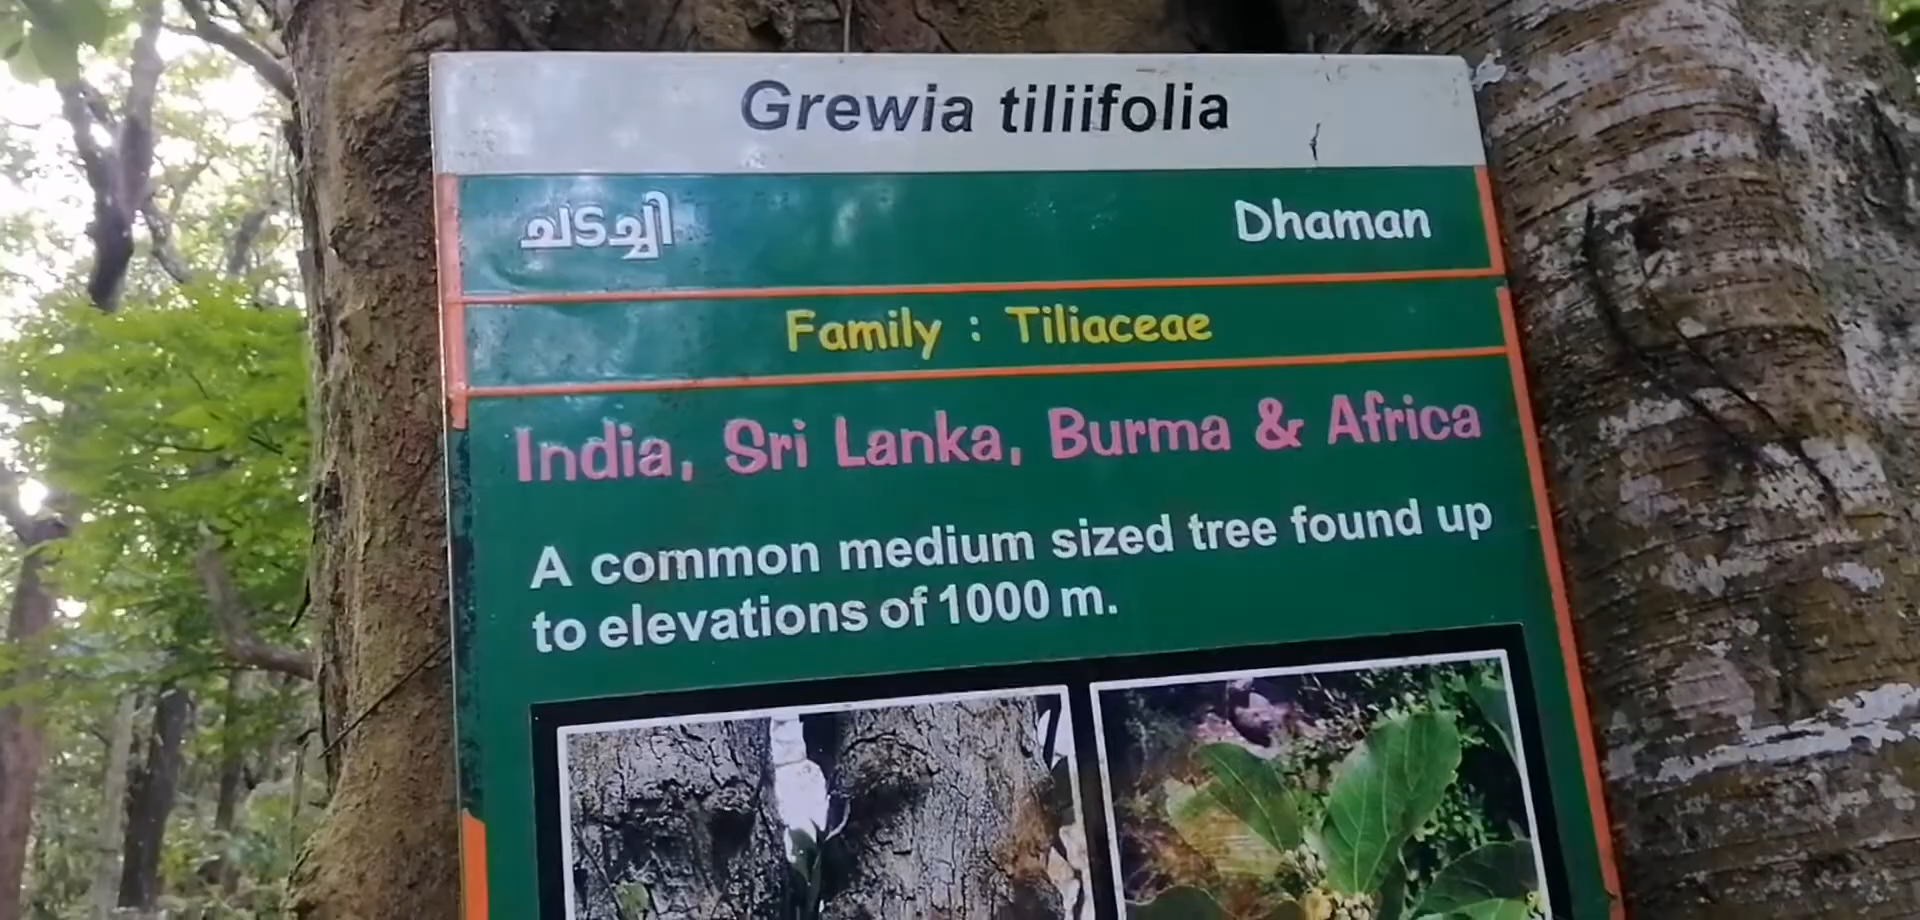 Grewia tiliifolia
ചടച്ചി Dhaman
Family : Tiliaceae
India, Sri Lanka, Burma & Africa
A common medium sized tree found up
to elevations of 1000 m.